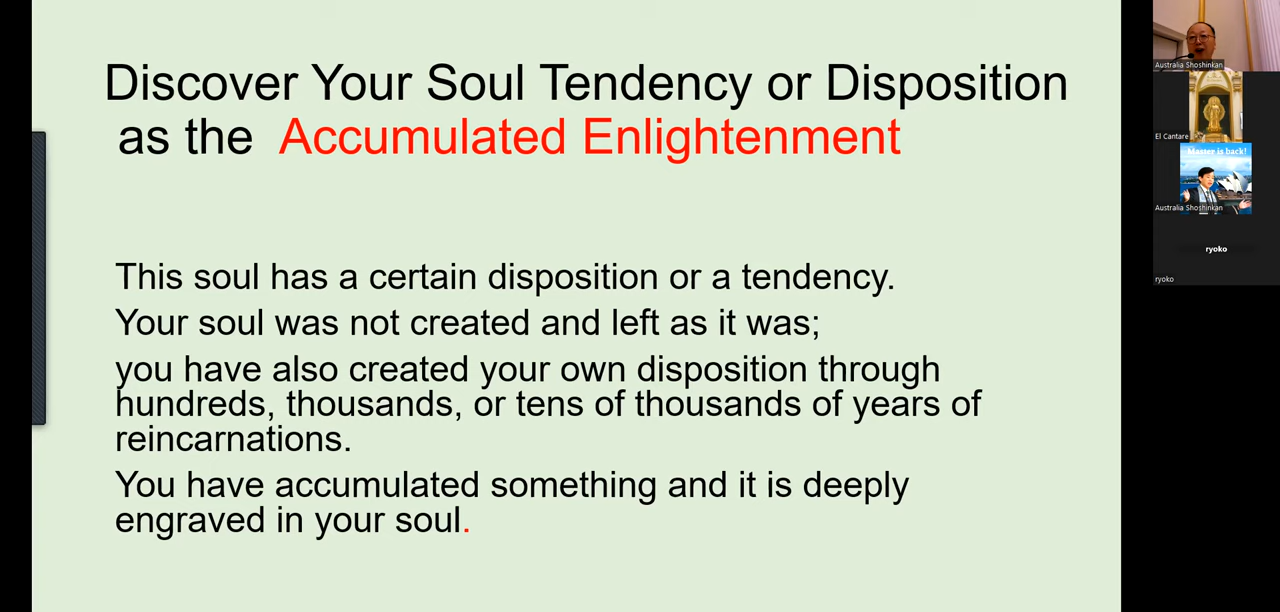 Discover Your Soul Tendency or Disposition
as the Accumulated Enlightenment
This soul has a certain disposition or a tendency.
Your soul was not created and left as it was;
you have also created your own disposition through
hundreds, thousands, or tens of thousands of years of
reincarnations.
You have accumulated something and it is deeply
engraved in your soul.
Australia Shoshinkan
El Cantare
Master is back!
Australia Shoshinkan
ryoko
ryoko